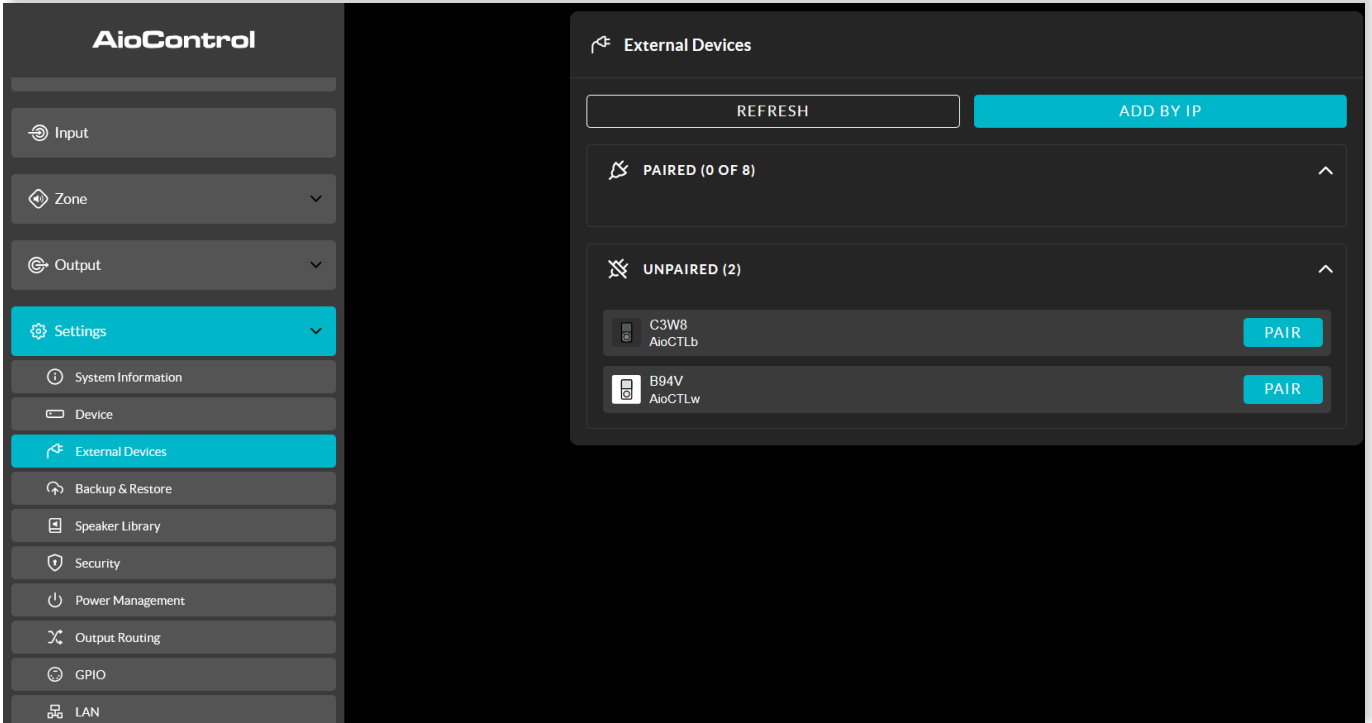 AioControl
Input
Zone
Output
Settings
System Information
Device
External Devices
Backup & Restore
Speaker Library
Security
Power Management
Output Routing
GPIO
LAN
External Devices
REFRESH
ADD BY IP
PAIRED (0 OF 8)
UNPAIRED (2)
C3W8
AioCTLb
PAIR
B94V
AioCTLw
PAIR